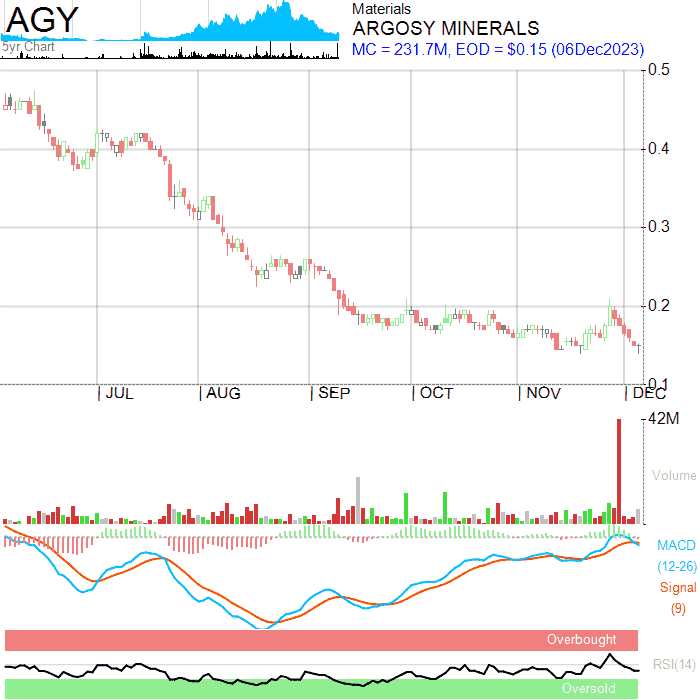 AGY
5yr Chart
Materials
ARGOSY MINERALS
MC = 231.7M, EOD = $0.15 (06Dec2023)
0.5
0.4
0.3
0.2
0.1
JUL AUG SEP OCT NOV DEC
42M
Volume
MACD
(12-26)
Signal
(9)
Overbought
RSI(14)
Oversold